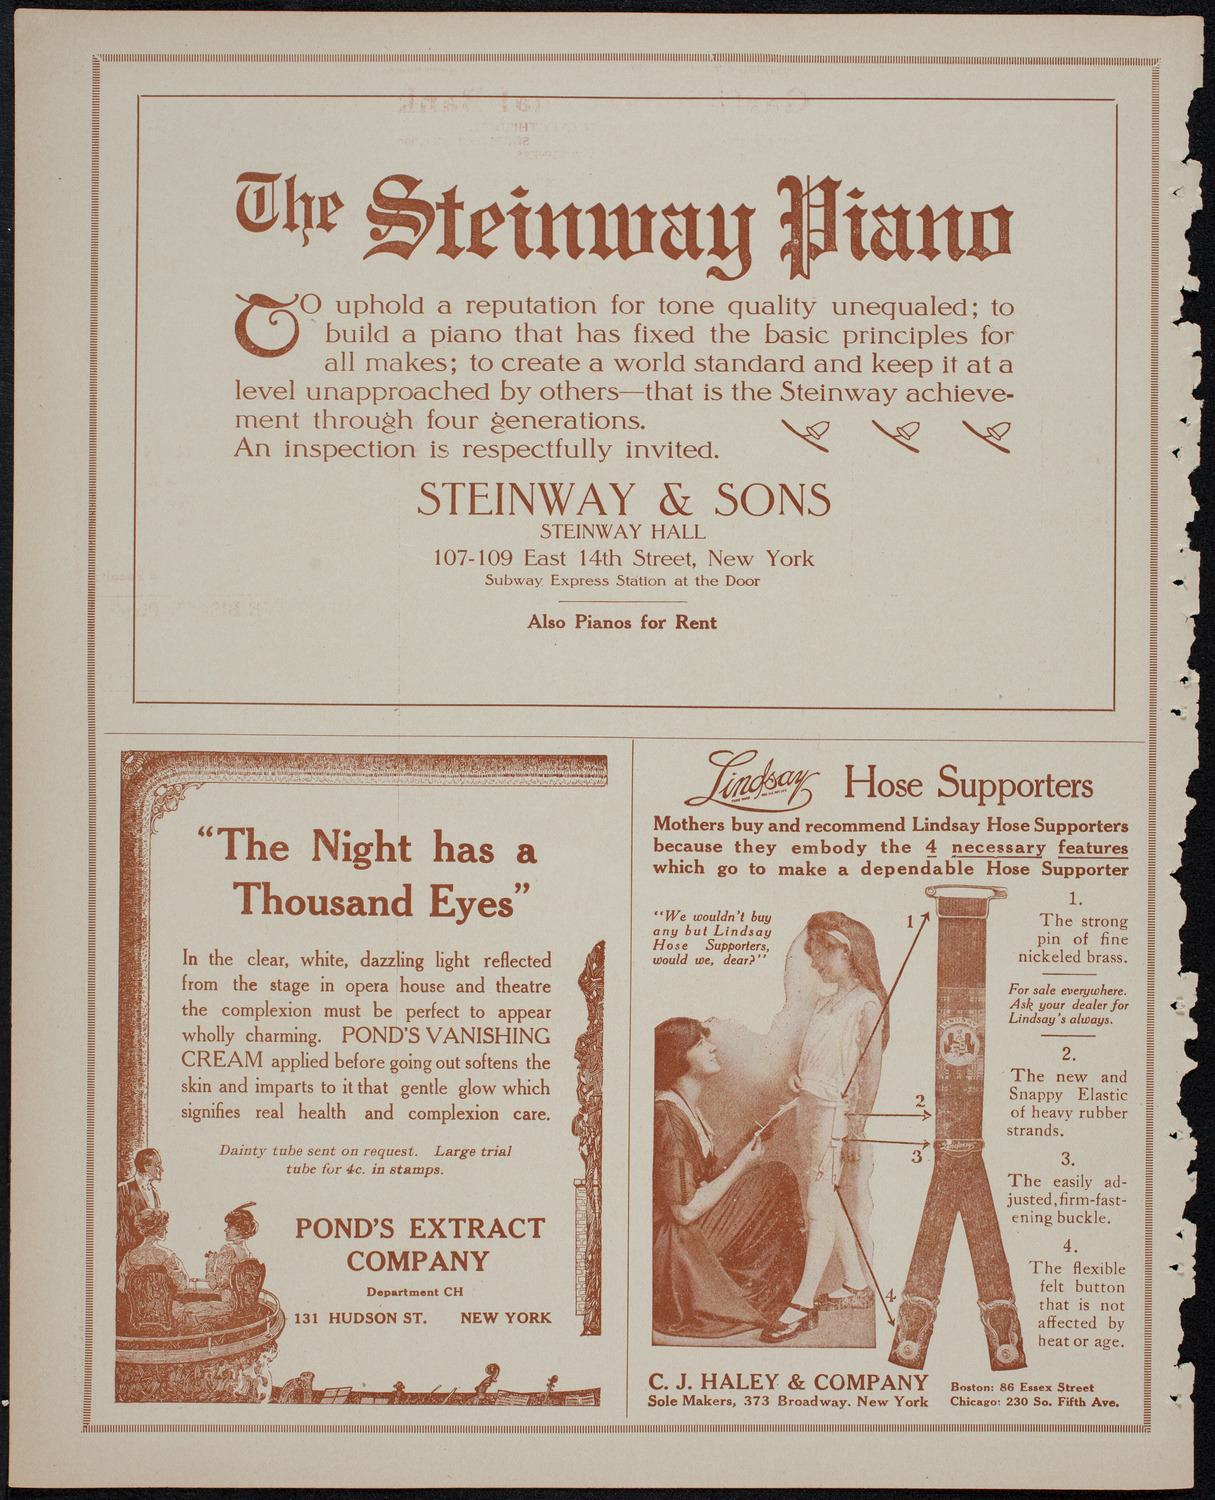 The Steinway Piano
TO uphold a reputation for tone quality unequaled; to
build a piano that has fixed the basic principles for
all makes; to create a world standard and keep it at a
level unapproached by others—that is the Steinway achieve-
ment through four generations.
An inspection is respectfully invited.
STEINWAY & SONS
STEINWAY HALL
107-109 East 14th Street, New York
Subway Express Station at the Door
Also Pianos for Rent
"The Night has a
Thousand Eyes"
In the clear, white, dazzling light reflected
from the stage in opera house and theatre
the complexion must be perfect to appear
wholly charming. POND'S VANISHING
CREAM applied before going out softens the
skin and imparts to it that gentle glow which
signifies real health and complexion care.
Dainty tube sent on request. Large trial
tube for 4c. in stamps.
POND'S EXTRACT
COMPANY
Department CH
131 HUDSON ST. NEW YORK
Lindsay Hose Supporters
Mothers buy and recommend Lindsay Hose Supporters
because they embody the 4 necessary features
which go to make a dependable Hose Supporter
"We wouldn't buy
any but Lindsay
Hose Supporters,
would we, dear?"
1
2
3
4
1.
The strong
pin of fine
nickeled brass.
For sale everywhere.
Ask your dealer for
Lindsay's always.
2.
The new and
Snappy Elastic
of heavy rubber
strands.
3.
The easily ad-
justed, firm-fast-
ening buckle.
4.
The flexible
felt button
that is not
affected by
heat or age.
C. J. HALEY & COMPANY
Sole Makers, 373 Broadway. New York
Boston: 86 Essex Street
Chicago: 230 So. Fifth Ave.